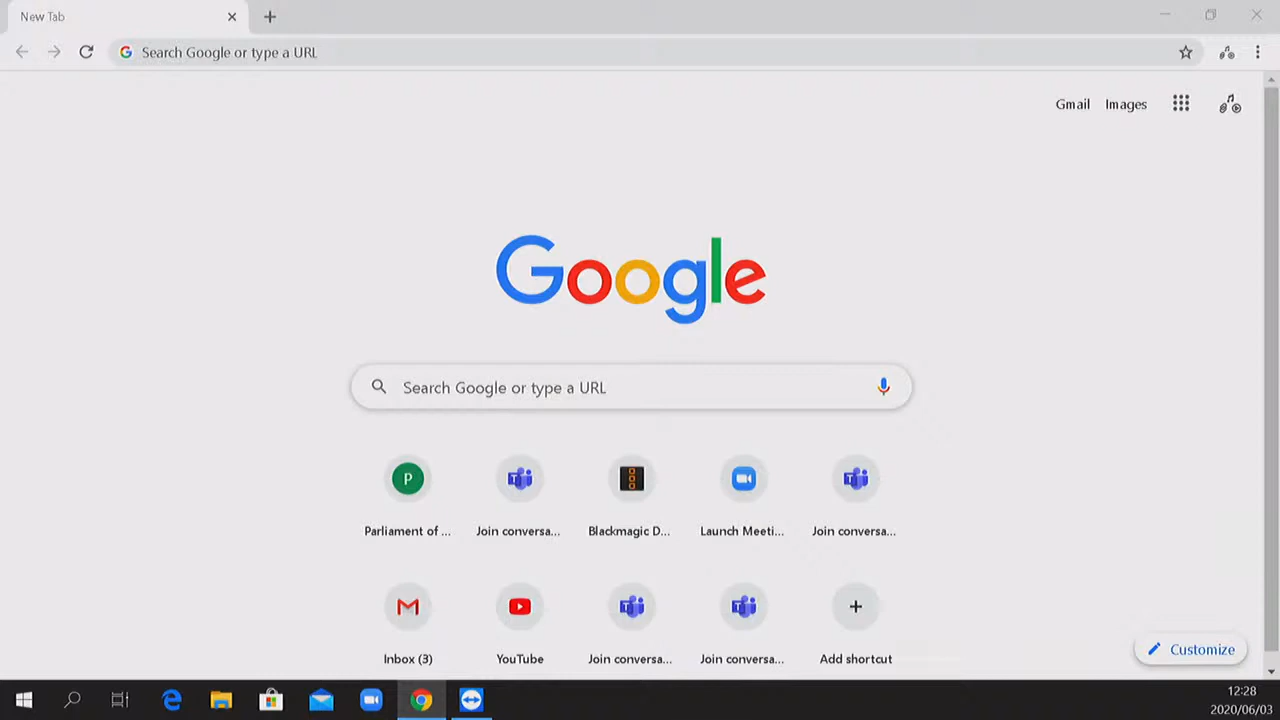 New Tab
Search Google or type a URL
Gmail Images
Google
Search Google or type a URL
P
Parliament of ... Join conversa... Blackmagic D... Launch Meeti... Join conversa...
Inbox (3) YouTube Join conversa... Join conversa... Add shortcut
Customize
12:28
2020/06/03